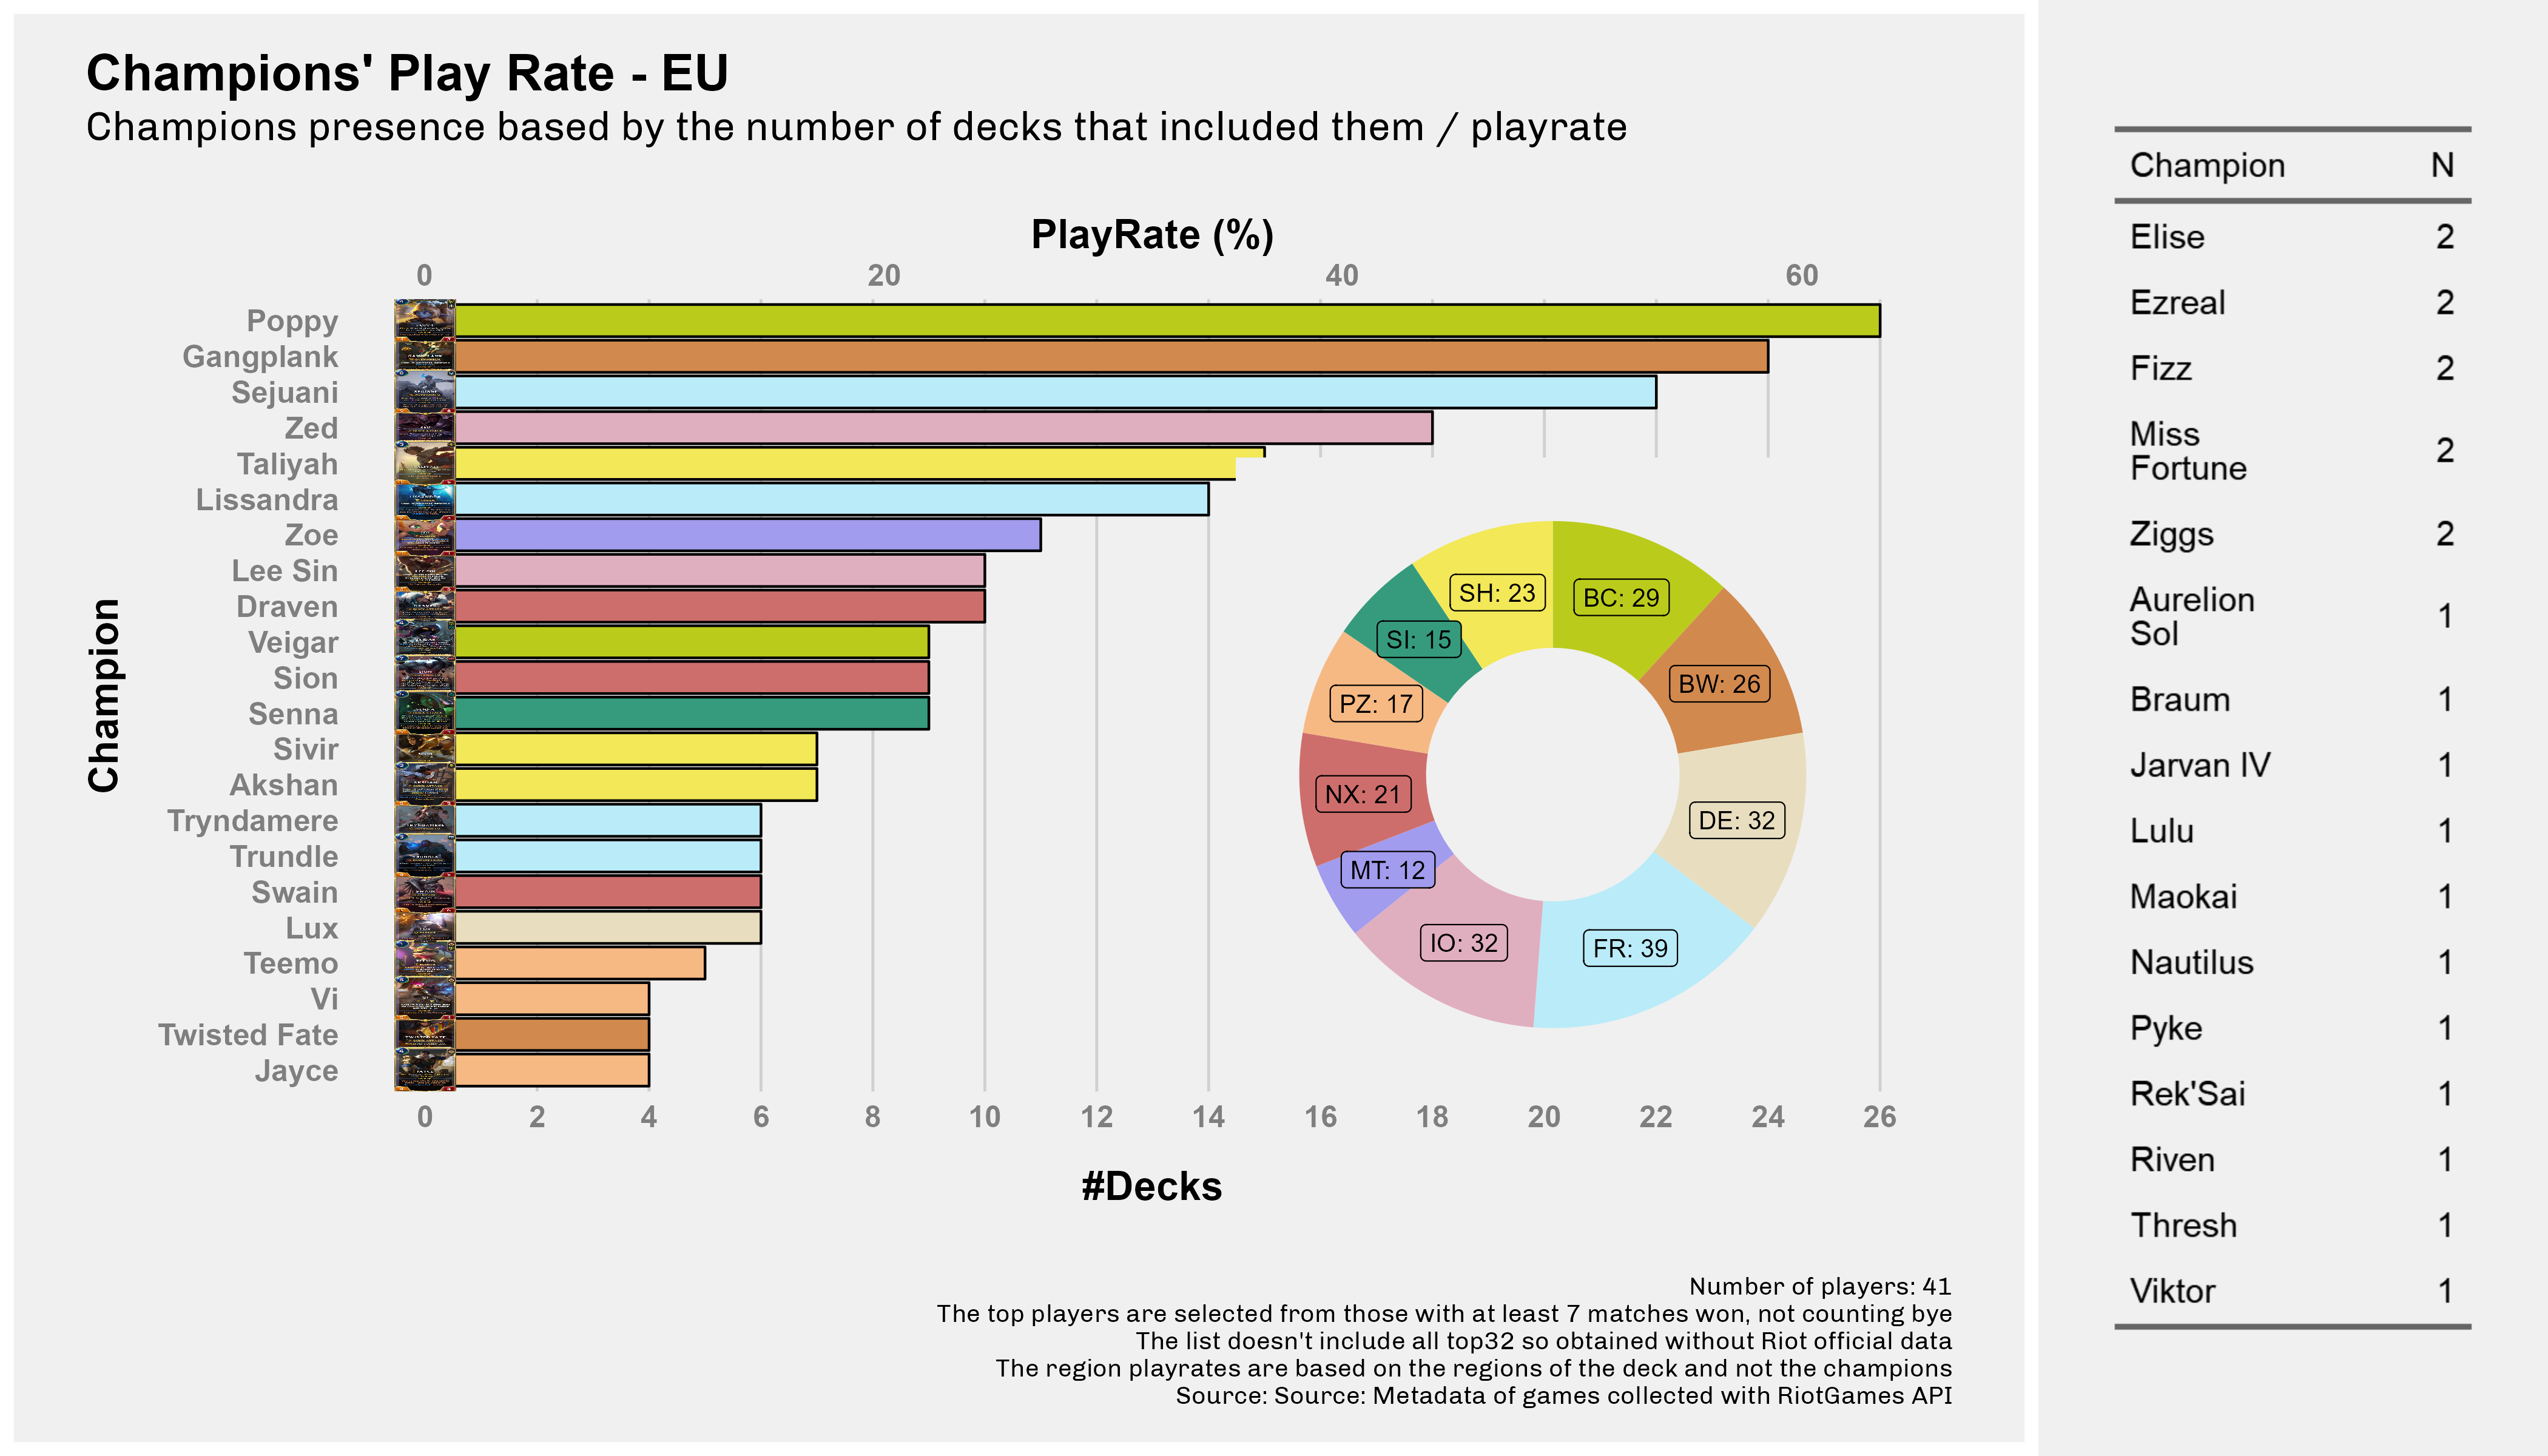 Champions' Play Rate - EU
Champions presence based by the number of decks that included them / playrate
PlayRate (%)
0 20 40 60
Champion
Poppy
Gangplank
Sejuani
Zed
Taliyah
Lissandra
Zoe
Lee Sin
Draven
Veigar
Sion
Senna
Sivir
Akshan
Tryndamere
Trundle
Swain
Lux
Teemo
Vi
Twisted Fate
Jayce
0 2 4 6 8 10 12 14 16 18 20 22 24 26
#Decks
SH: 23
BC: 29
SI: 15
BW: 26
PZ: 17
NX: 21
DE: 32
MT: 12
IO: 32
FR: 39
Number of players: 41
The top players are selected from those with at least 7 matches won, not counting bye
The list doesn't include all top32 so obtained without Riot official data
The region playrates are based on the regions of the deck and not the champions
Source: Source: Metadata of games collected with RiotGames API
Champion N
Elise 2
Ezreal 2
Fizz 2
Miss
Fortune 2
Ziggs 2
Aurelion
Sol 1
Braum 1
Jarvan IV 1
Lulu 1
Maokai 1
Nautilus 1
Pyke 1
Rek'Sai 1
Riven 1
Thresh 1
Viktor 1